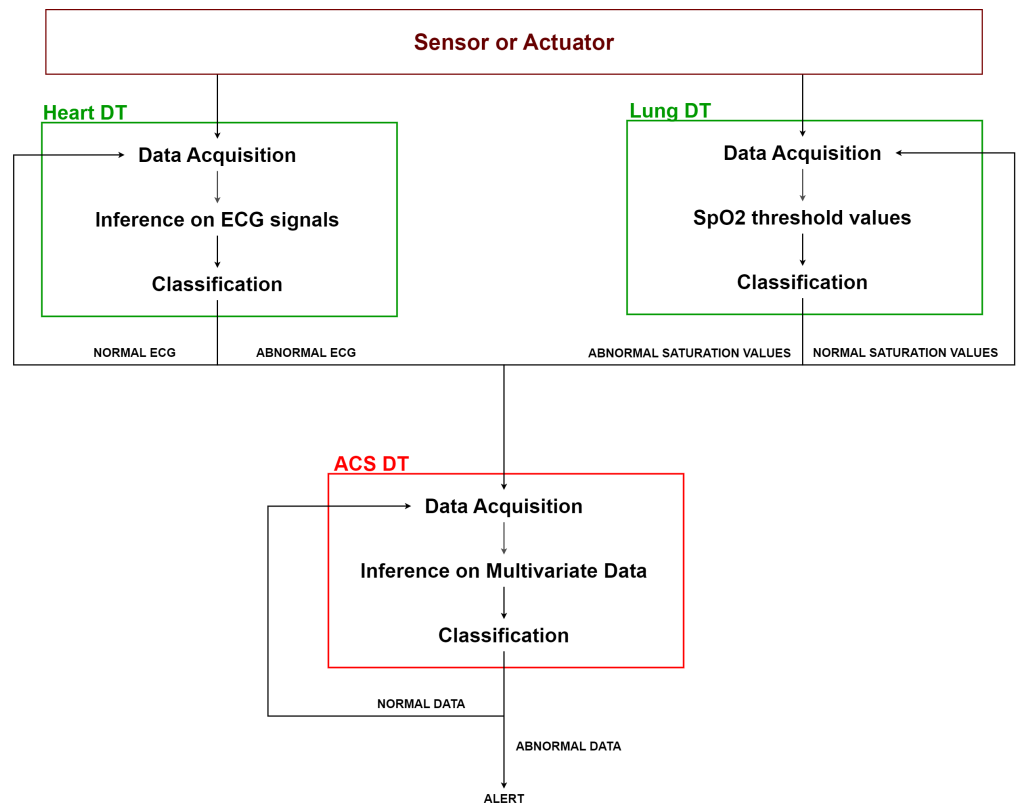 Sensor or Actuator
Heart DT
Data Acquisition
Inference on ECG signals
Classification
NORMAL ECG
ABNORMAL ECG
Lung DT
Data Acquisition
SpO2 threshold values
Classification
ABNORMAL SATURATION VALUES
NORMAL SATURATION VALUES
ACS DT
Data Acquisition
Inference on Multivariate Data
Classification
NORMAL DATA
ABNORMAL DATA
ALERT